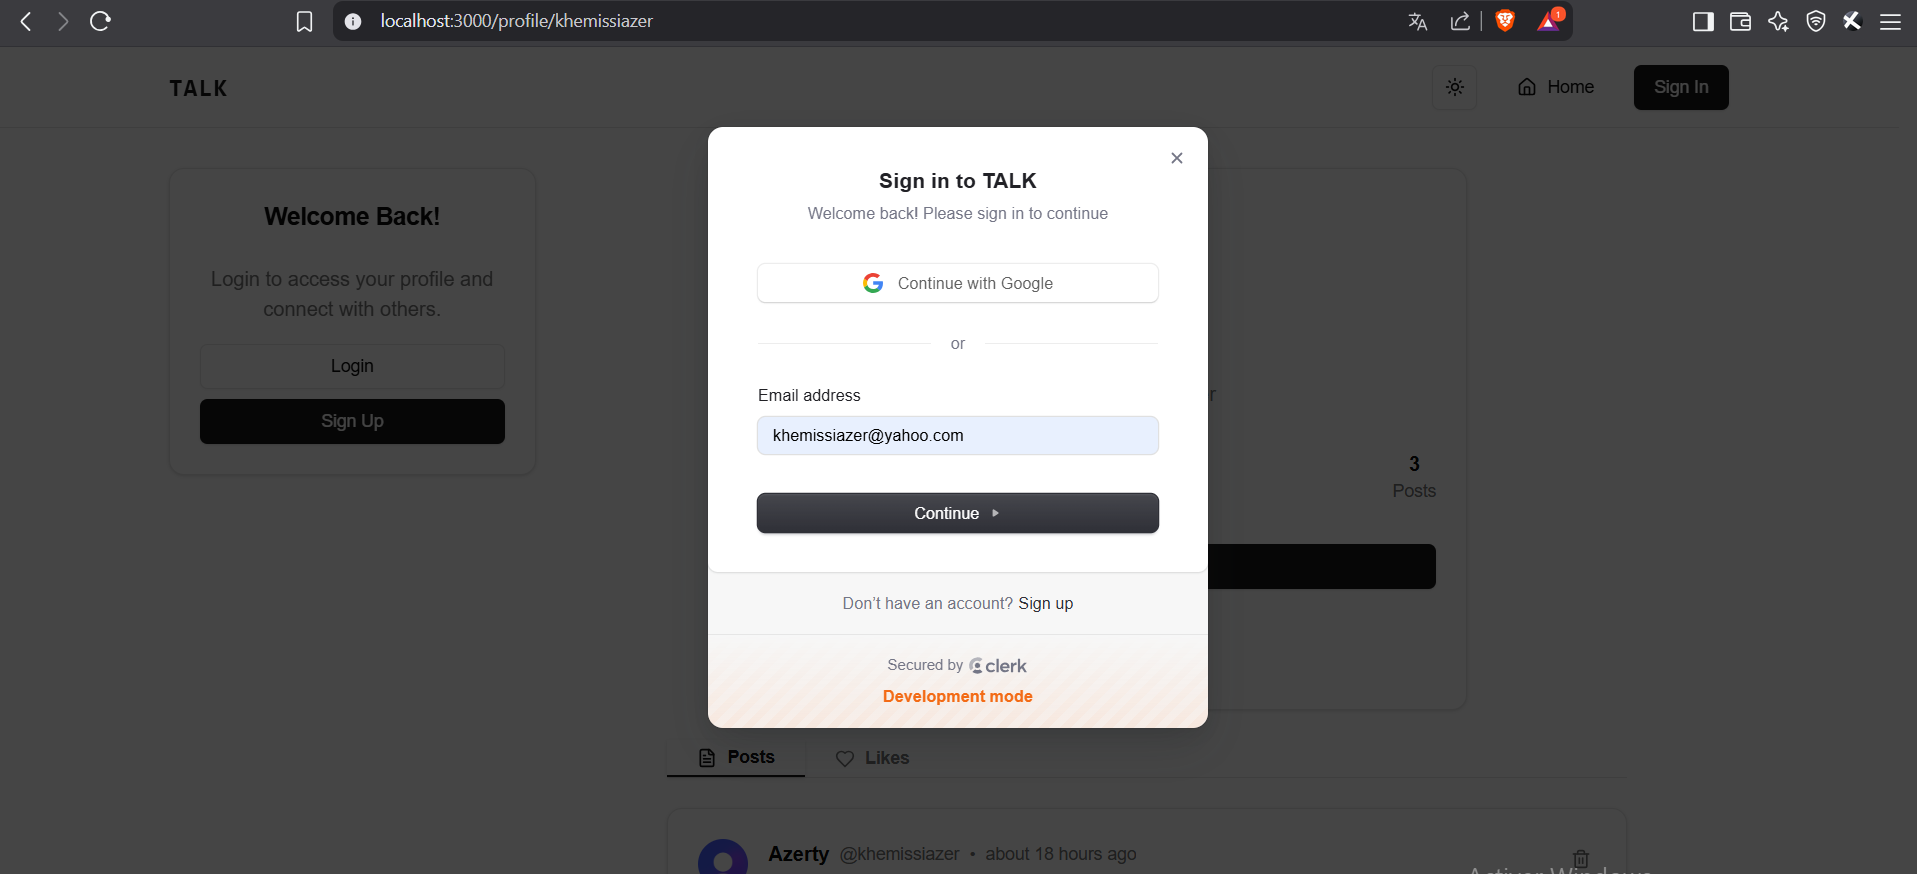 localhost:3000/profile/khemissiazer
1
TALK
Home
Sign In
Welcome Back!
Login to access your profile and
connect with others.
Login
Sign Up
Sign in to TALK
Welcome back! Please sign in to continue
Continue with Google
or
Email address
khemissiazer@yahoo.com
Continue
Don't have an account? Sign up
Secured by clerk
Development mode
r
3
Posts
Posts
Likes
Azerty @khemissiazer • about 18 hours ago
Activer Windows